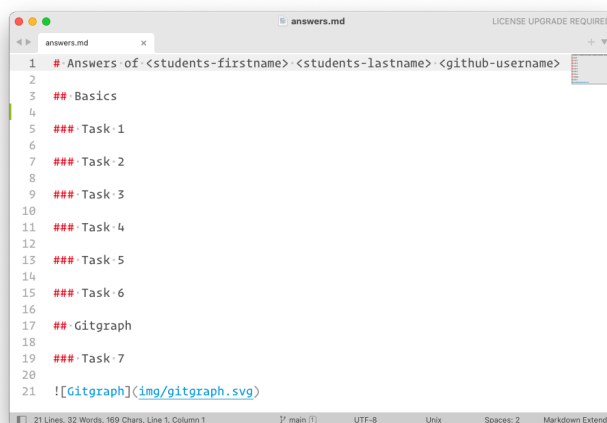 answers.md
LICENSE UPGRADE REQUIRED
answers.md ×
1 # Answers of <students-firstname> <students-lastname> <github-username>
2
3 ## Basics
4
5 ### Task 1
6
7 ### Task 2
8
9 ### Task 3
10
11 ### Task 4
12
13 ### Task 5
14
15 ### Task 6
16
17 ## Gitgraph
18
19 ### Task 7
20
21 ![Gitgraph](img/gitgraph.svg)
21 Lines, 32 Words, 169 Chars, Line 1, Column 1 main 1 UTF-8 Unix Spaces: 2 Markdown Extend